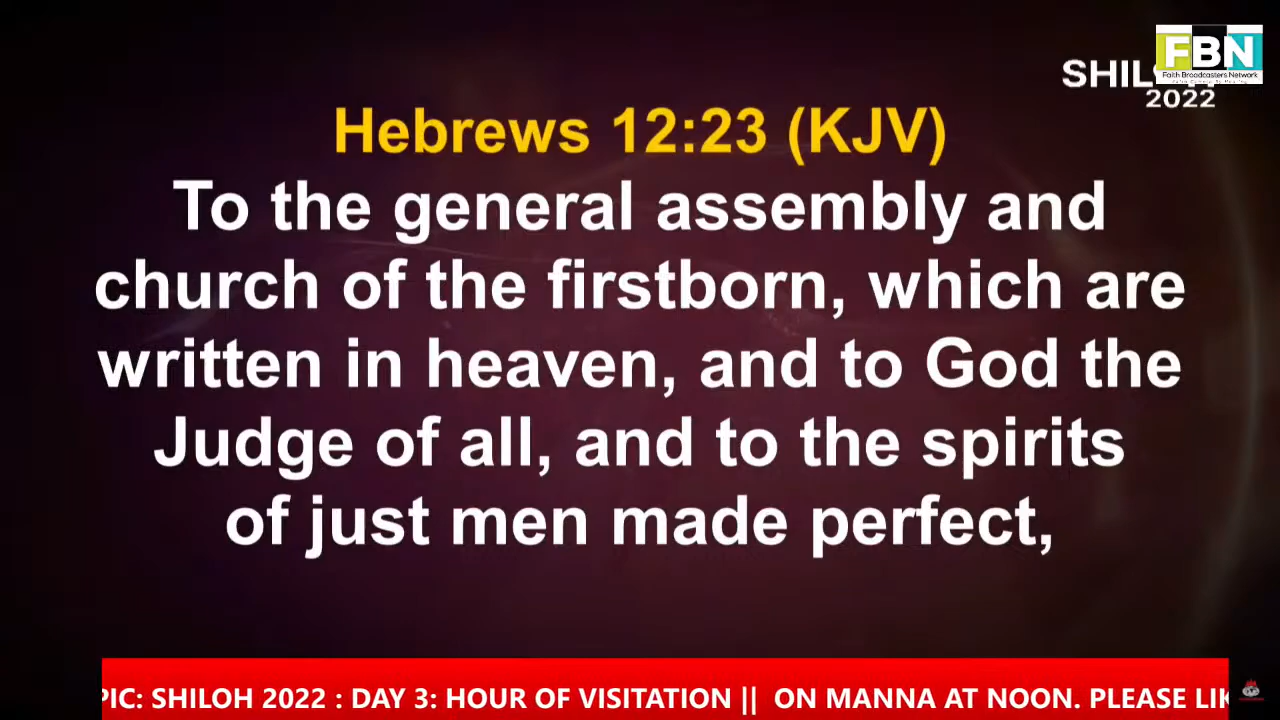 FBN
Faith Broadcasters Network
2022
Hebrews 12:23 (KJV)
To the general assembly and
church of the firstborn, which are
written in heaven, and to God the
Judge of all, and to the spirits
of just men made perfect,
PIC: SHILOH 2022 : DAY 3: HOUR OF VISITATION || ON MANNA AT NOON. PLEASE LIK